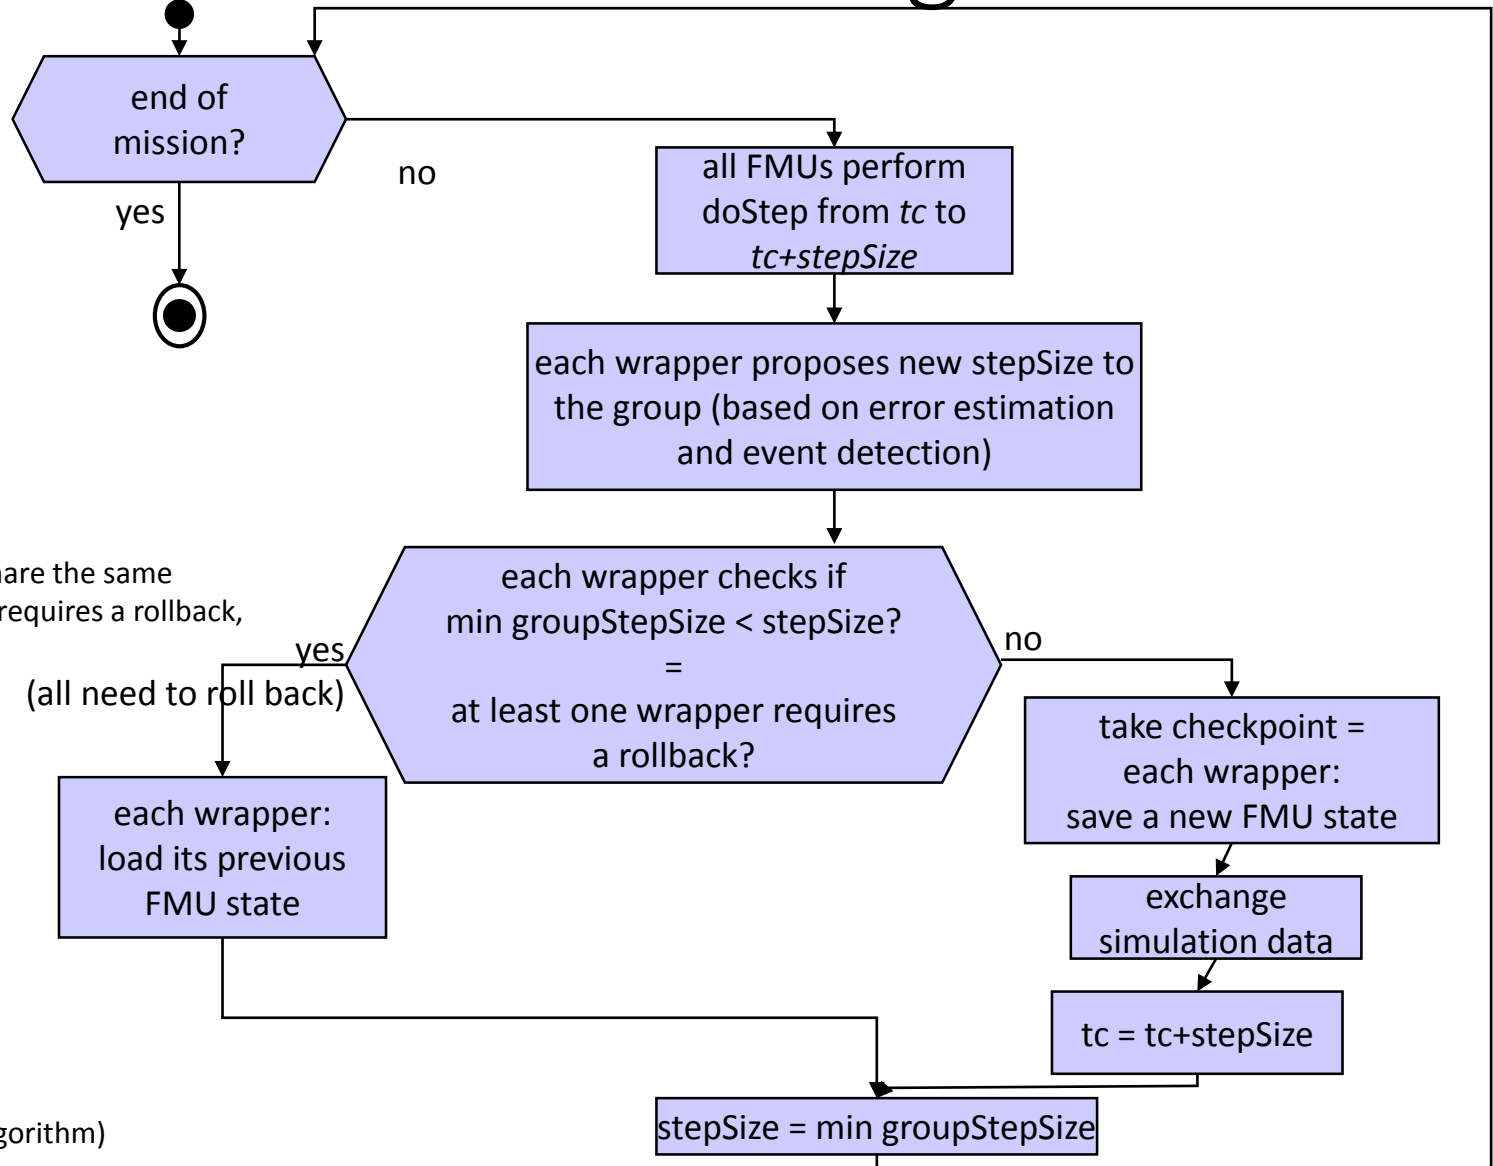 end of
mission?
no
yes
all FMUs perform
doStep from tc to
tc+stepSize
each wrapper proposes new stepSize to
the group (based on error estimation
and event detection)
are the same
requires a rollback,
each wrapper checks if
min groupStepSize < stepSize?
=
at least one wrapper requires
a rollback?
yes
(all need to roll back)
no
take checkpoint =
each wrapper:
save a new FMU state
each wrapper:
load its previous
FMU state
exchange
simulation data
tc = tc+stepSize
stepSize = min groupStepSize
gorithm)